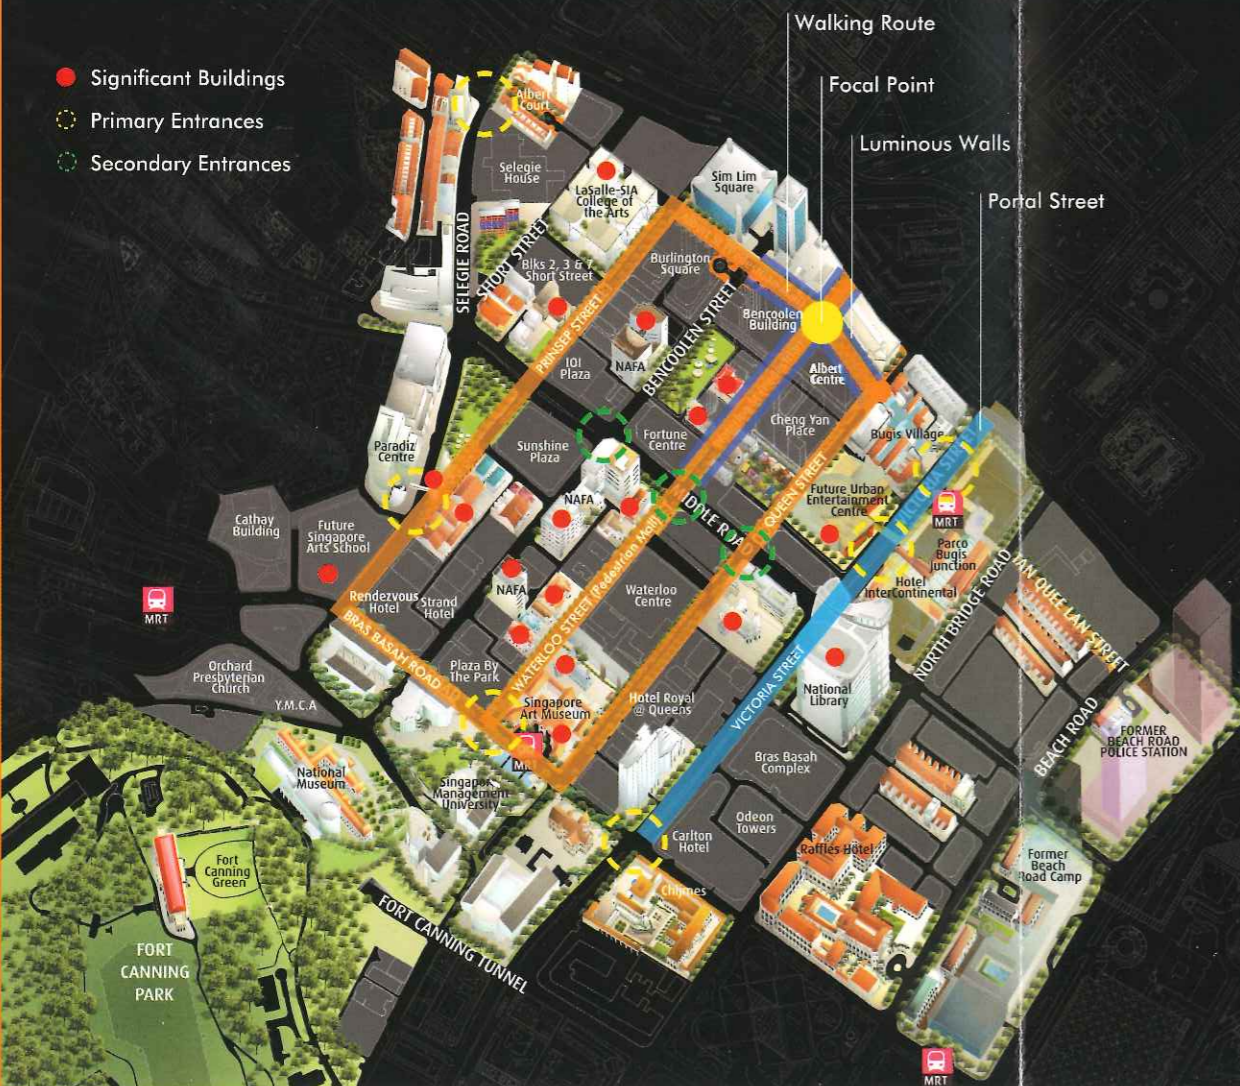 Walking Route
Focal Point
Luminous Walls
Portal Street
Significant Buildings
Primary Entrances
Secondary Entrances
Albert
Court
Selegie
House
LaSalle-SIA
College of
the Arts
Sim Lim
Square
SELEGIE ROAD
SHORT STREET
Blks 2, 3 & 7
Short Street
Burlington
Square
PRINSEP STREET
BENCOOLEN STREET
Bencoolen
Building
NAFA
101
Plaza
Albert
Centre
Cheng Yan
Place
Bugis Village
Paradiz
Centre
Sunshine
Plaza
Fortune
Centre
QUEEN STREET
Future Urban
Entertainment
Centre
VICTORIA STREET
MRT
Cathay
Building
Future
Singapore
Arts School
NAFA
MIDDLE ROAD
Parco
Bugis
Junction
Hotel
InterContinental
TAN QUEE LAN STREET
NORTH BRIDGE ROAD
MRT
Rendezvous
Hotel
Strand
Hotel
NAFA
WATERLOO STREET (Pedestrian Mall)
Waterloo
Centre
BRAS BASAH ROAD
Orchard
Presbyterian
Church
Y.M.C.A
Plaza By
The Park
Singapore
Art Museum
Hotel Royal
@ Queens
VICTORIA STREET
National
Library
BEACH ROAD
FORMER
BEACH ROAD
POLICE STATION
MRT
National
Museum
Singapore
Management
University
Bras Basah
Complex
Odeon
Towers
Carlton
Hotel
Raffles Hotel
Former
Beach
Road Camp
Fort
Canning
Green
Chijmes
FORT CANNING TUNNEL
FORT
CANNING
PARK
MRT